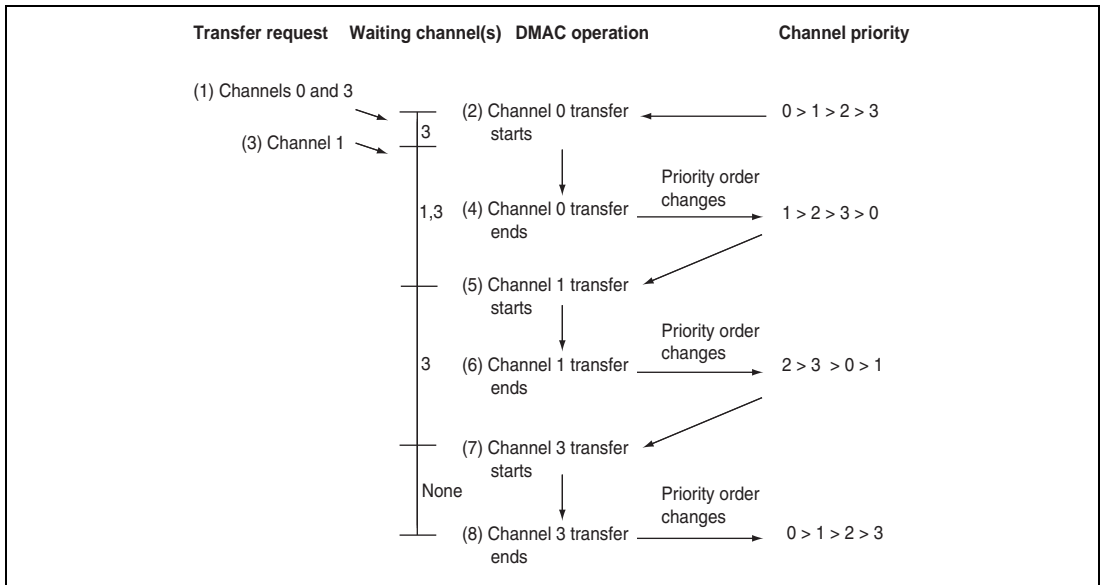 Transfer request Waiting channel(s) DMAC operation Channel priority
(1) Channels 0 and 3
(2) Channel 0 transfer
starts
0 > 1 > 2 > 3
3
(3) Channel 1
Priority order
changes
1,3
(4) Channel 0 transfer
ends
1 > 2 > 3 > 0
(5) Channel 1 transfer
starts
Priority order
changes
3
(6) Channel 1 transfer
ends
2 > 3 > 0 > 1
(7) Channel 3 transfer
starts
None
Priority order
changes
(8) Channel 3 transfer
ends
0 > 1 > 2 > 3